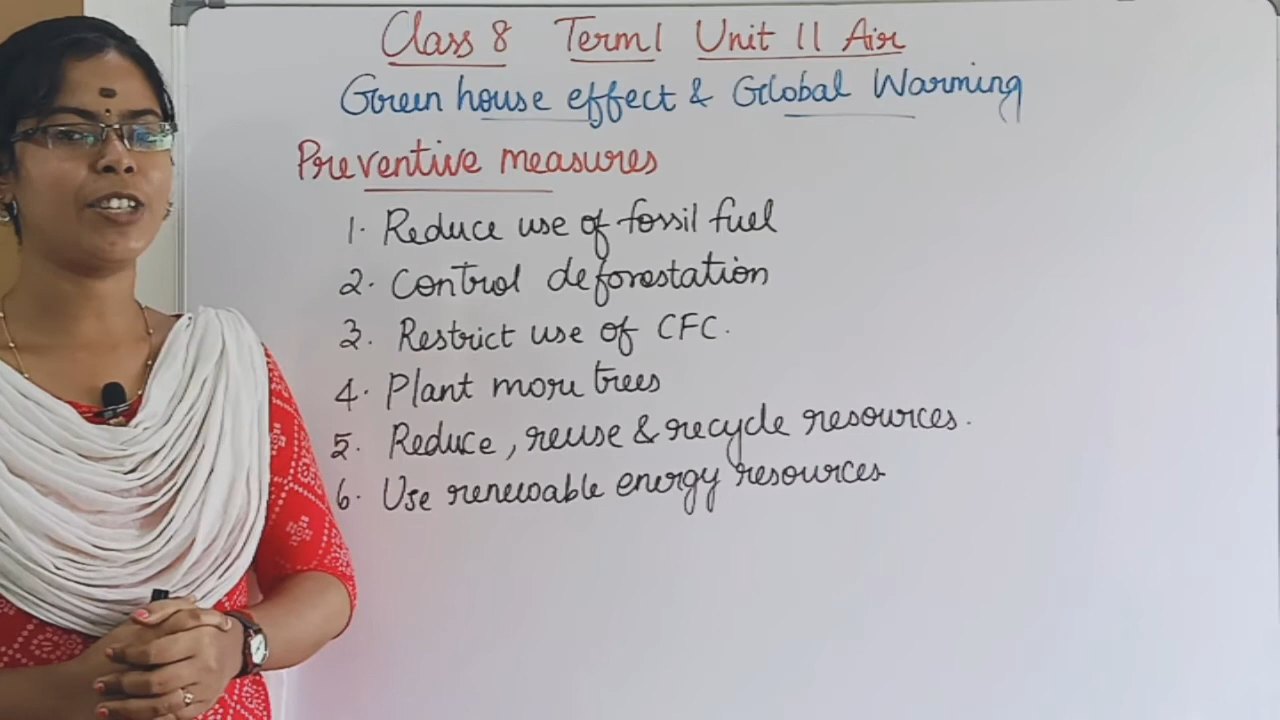 Class 8 Term 1 Unit 11 Air
Green house effect & Global Warming
Preventive measures
1. Reduce use of fossil fuel
2. Control deforestation
3. Restrict use of CFC.
4. Plant more trees
5. Reduce, reuse & recycle resources.
6. Use renewable energy resources